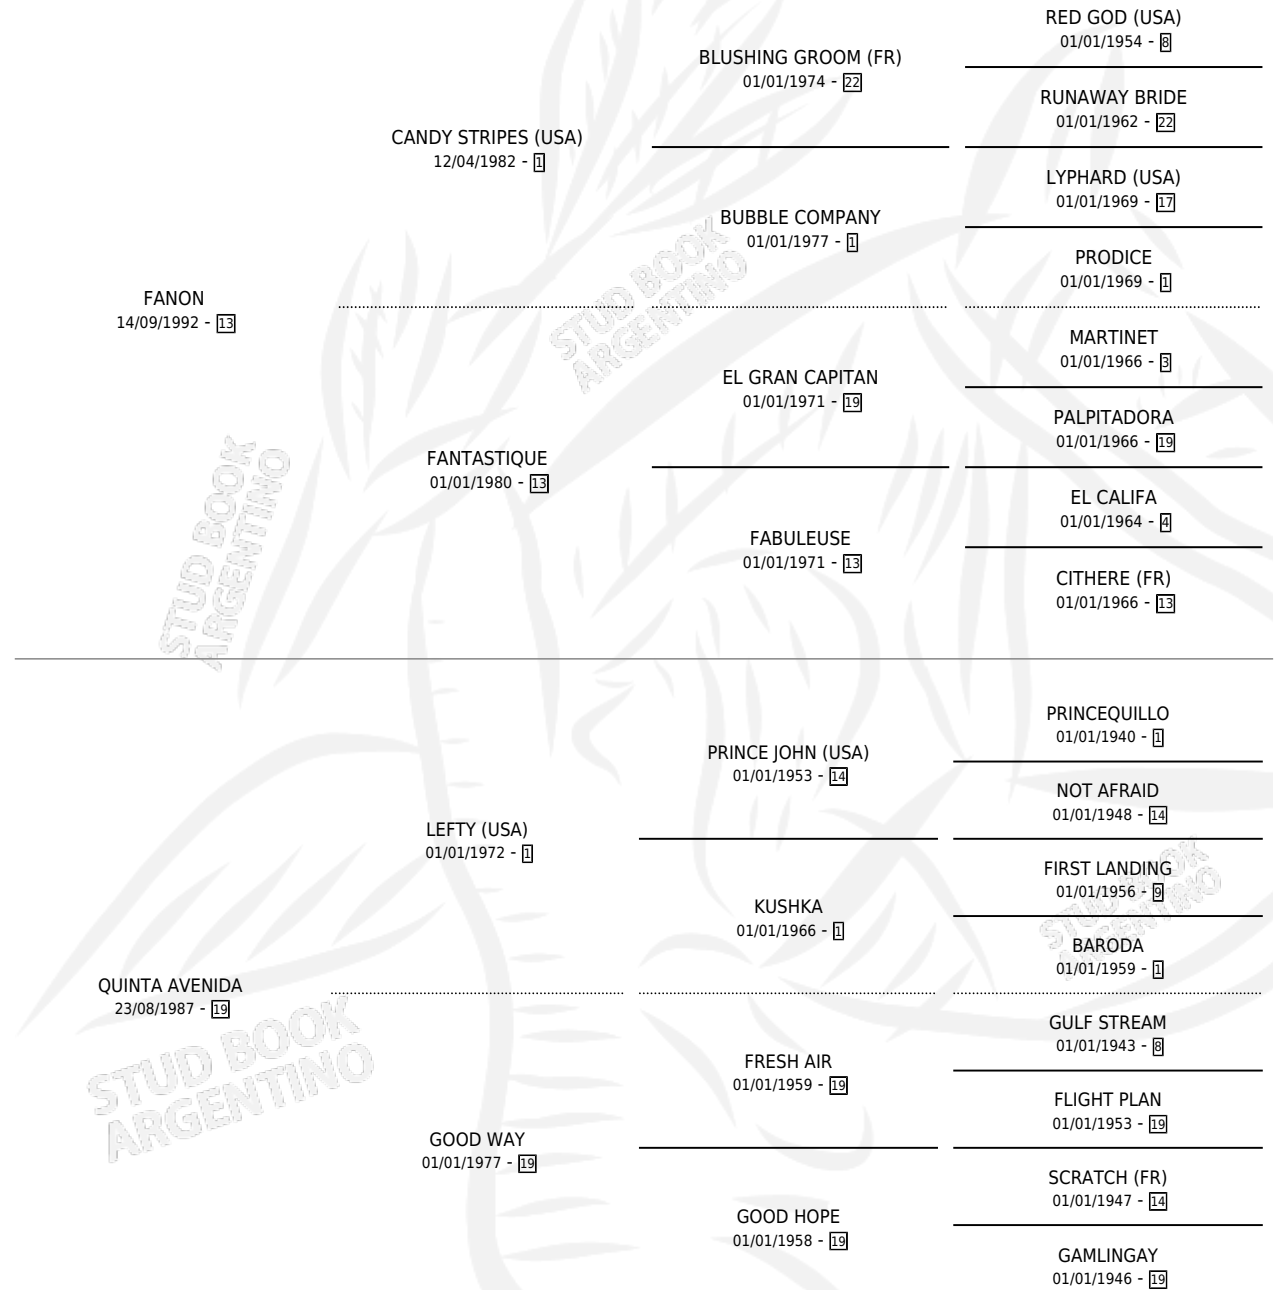 RED GOD (USA)
01/01/1954 - 8
BLUSHING GROOM (FR)
01/01/1974 - 22
RUNAWAY BRIDE
01/01/1962 - 22
CANDY STRIPES (USA)
12/04/1982 - 1
LYPHARD (USA)
01/01/1969 - 17
BUBBLE COMPANY
01/01/1977 - 1
PRODICE
01/01/1969 - 1
FANON
14/09/1992 - 13
MARTINET
01/01/1966 - 3
EL GRAN CAPITAN
01/01/1971 - 19
PALPITADORA
01/01/1966 - 19
FANTASTIQUE
01/01/1980 - 13
EL CALIFA
01/01/1964 - 4
FABULEUSE
01/01/1971 - 13
CITHERE (FR)
01/01/1966 - 13
STUD BOOK
ARGENTINO
STUD BOOK
ARGENTINO
PRINCEQUILLO
01/01/1940 - 1
PRINCE JOHN (USA)
01/01/1953 - 14
NOT AFRAID
01/01/1948 - 14
LEFTY (USA)
01/01/1972 - 1
FIRST LANDING
01/01/1956 - 9
KUSHKA
01/01/1966 - 1
BARODA
01/01/1959 - 1
QUINTA AVENIDA
23/08/1987 - 19
GULF STREAM
01/01/1943 - 8
FRESH AIR
01/01/1959 - 19
FLIGHT PLAN
01/01/1953 - 19
GOOD WAY
01/01/1977 - 19
SCRATCH (FR)
01/01/1947 - 14
GOOD HOPE
01/01/1958 - 19
GAMLINGAY
01/01/1946 - 19
STUD BOOK
ARGENTINO
STUD BOOK
ARGENTINO